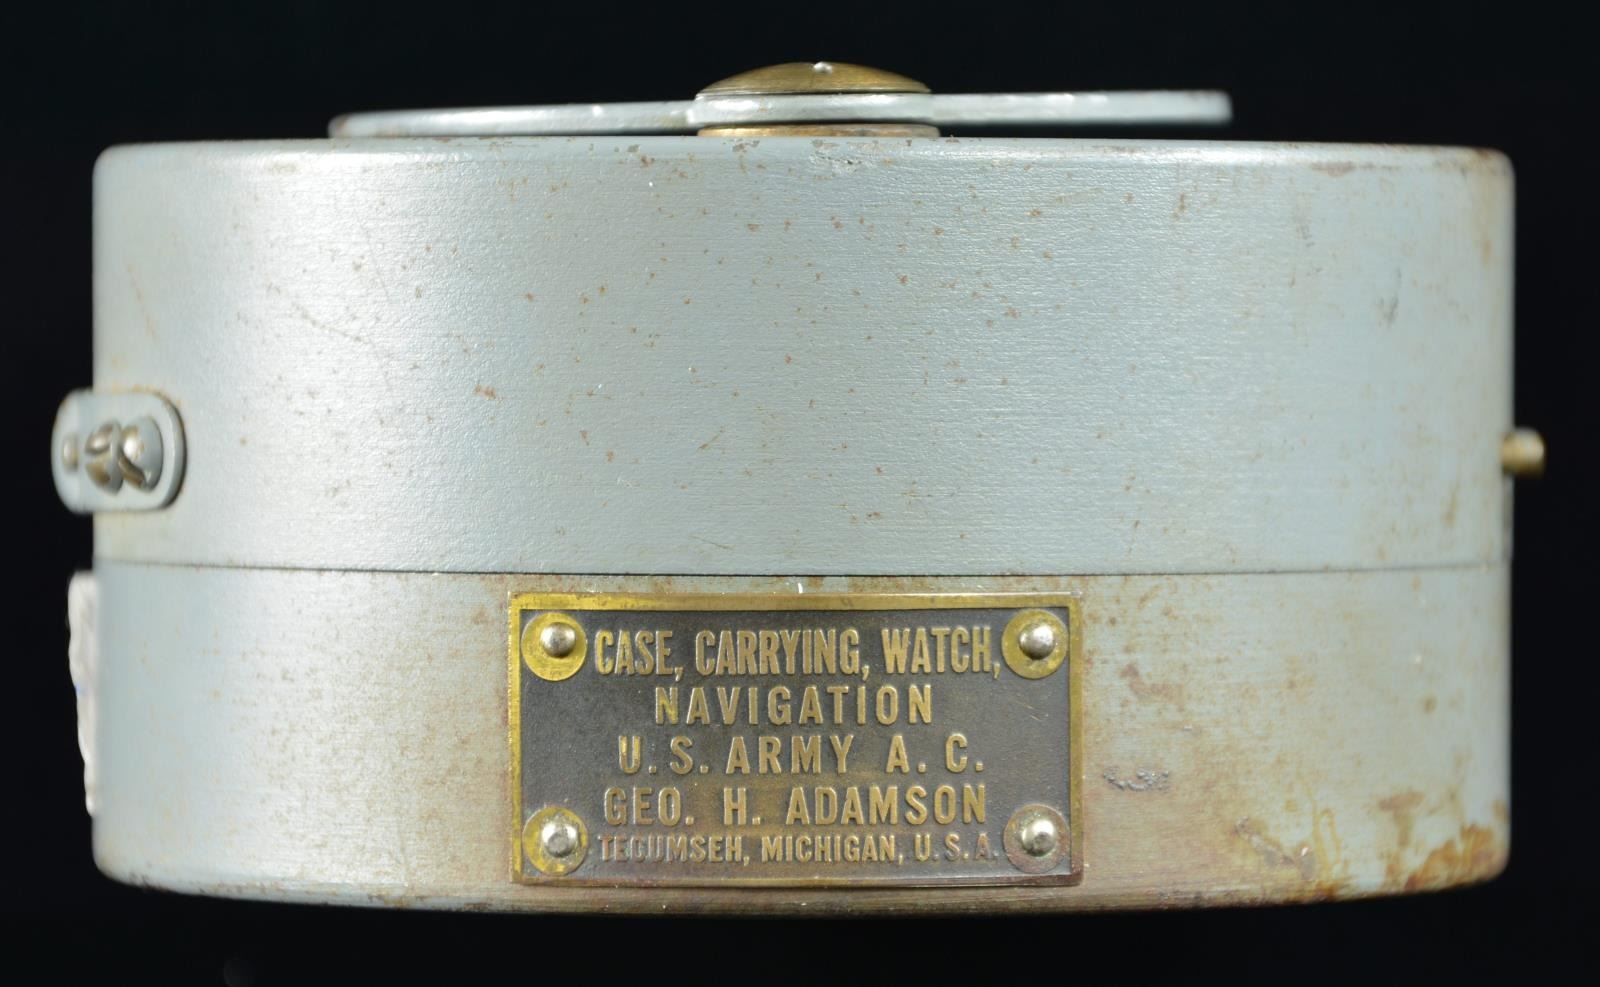 CASE, CARRYING, WATCH,
NAVIGATION
U.S. ARMY A. C.
GEO. H. ADAMSON
TECUMSEH, MICHIGAN, U.S.A.